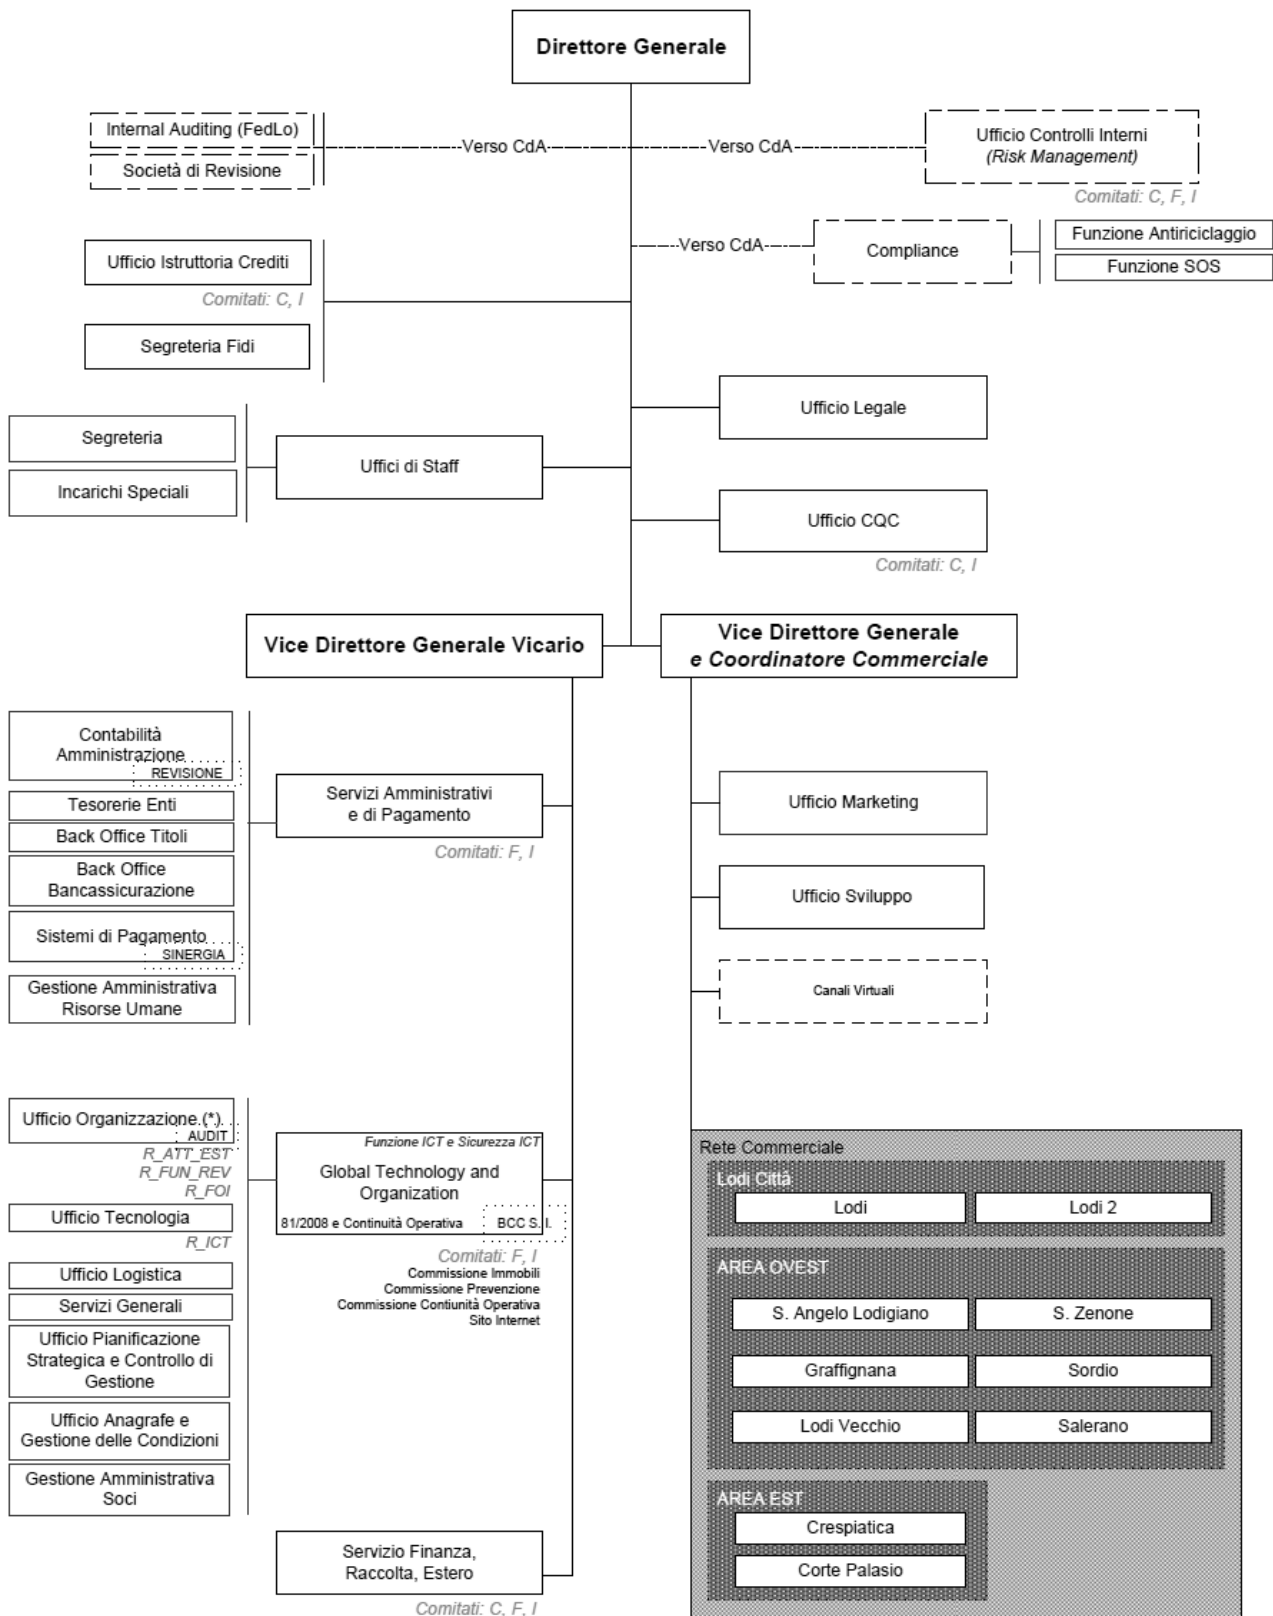 Direttore Generale
Internal Auditing (FedLo)
Società di Revisione
Verso CdA
Verso CdA
Ufficio Controlli Interni
(Risk Management)
Comitati: C, F, I
Verso CdA
Compliance
Funzione Antiriciclaggio
Funzione SOS
Ufficio Istruttoria Crediti
Comitati: C, I
Segreteria Fidi
Ufficio Legale
Segreteria
Incarichi Speciali
Uffici di Staff
Ufficio CQC
Comitati: C, I
Vice Direttore Generale Vicario
Vice Direttore Generale
e Coordinatore Commerciale
Contabilità
Amministrazione
REVISIONE
Tesorerie Enti
Back Office Titoli
Back Office
Bancassicurazione
Sistemi di Pagamento
SINERGIA
Gestione Amministrativa
Risorse Umane
Servizi Amministrativi
e di Pagamento
Comitati: F, I
Ufficio Marketing
Ufficio Sviluppo
Canali Virtuali
Ufficio Organizzazione (*)
AUDIT
R_ATT_EST
R_FUN_REV
R_FOI
Ufficio Tecnologia
R_ICT
Ufficio Logistica
Servizi Generali
Ufficio Pianificazione
Strategica e Controllo di
Gestione
Ufficio Anagrafe e
Gestione delle Condizioni
Gestione Amministrativa
Soci
Funzione ICT e Sicurezza ICT
Global Technology and
Organization
81/2008 e Continuità Operativa
BCC S. I.
Comitati: F, I
Commissione Immobili
Commissione Prevenzione
Commissione Contiunità Operativa
Sito Internet
Servizio Finanza,
Raccolta, Estero
Comitati: C, F, I
Rete Commerciale
Lodi Città
Lodi
Lodi 2
AREA OVEST
S. Angelo Lodigiano
S. Zenone
Graffignana
Sordio
Lodi Vecchio
Salerano
AREA EST
Crespiatica
Corte Palasio